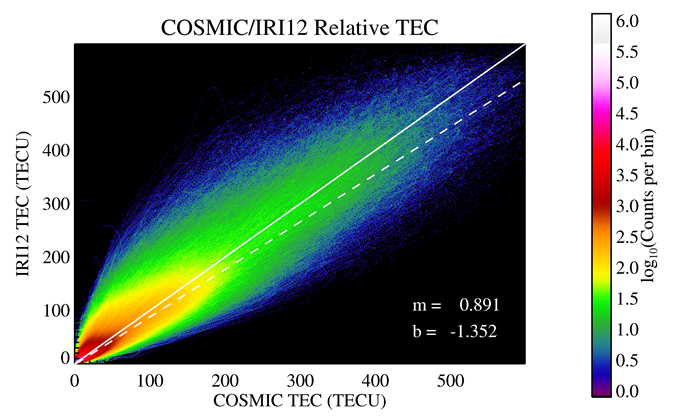 COSMIC/IRI12 Relative TEC
IRI12 TEC (TECU)
500
400
300
200
100
0
m = 0.891
b = -1.352
0 100 200 300 400 500
COSMIC TEC (TECU)
6.0
5.5
5.0
4.5
4.0
3.5
3.0
2.5
2.0
1.5
1.0
0.5
0.0
log10(Counts per bin)